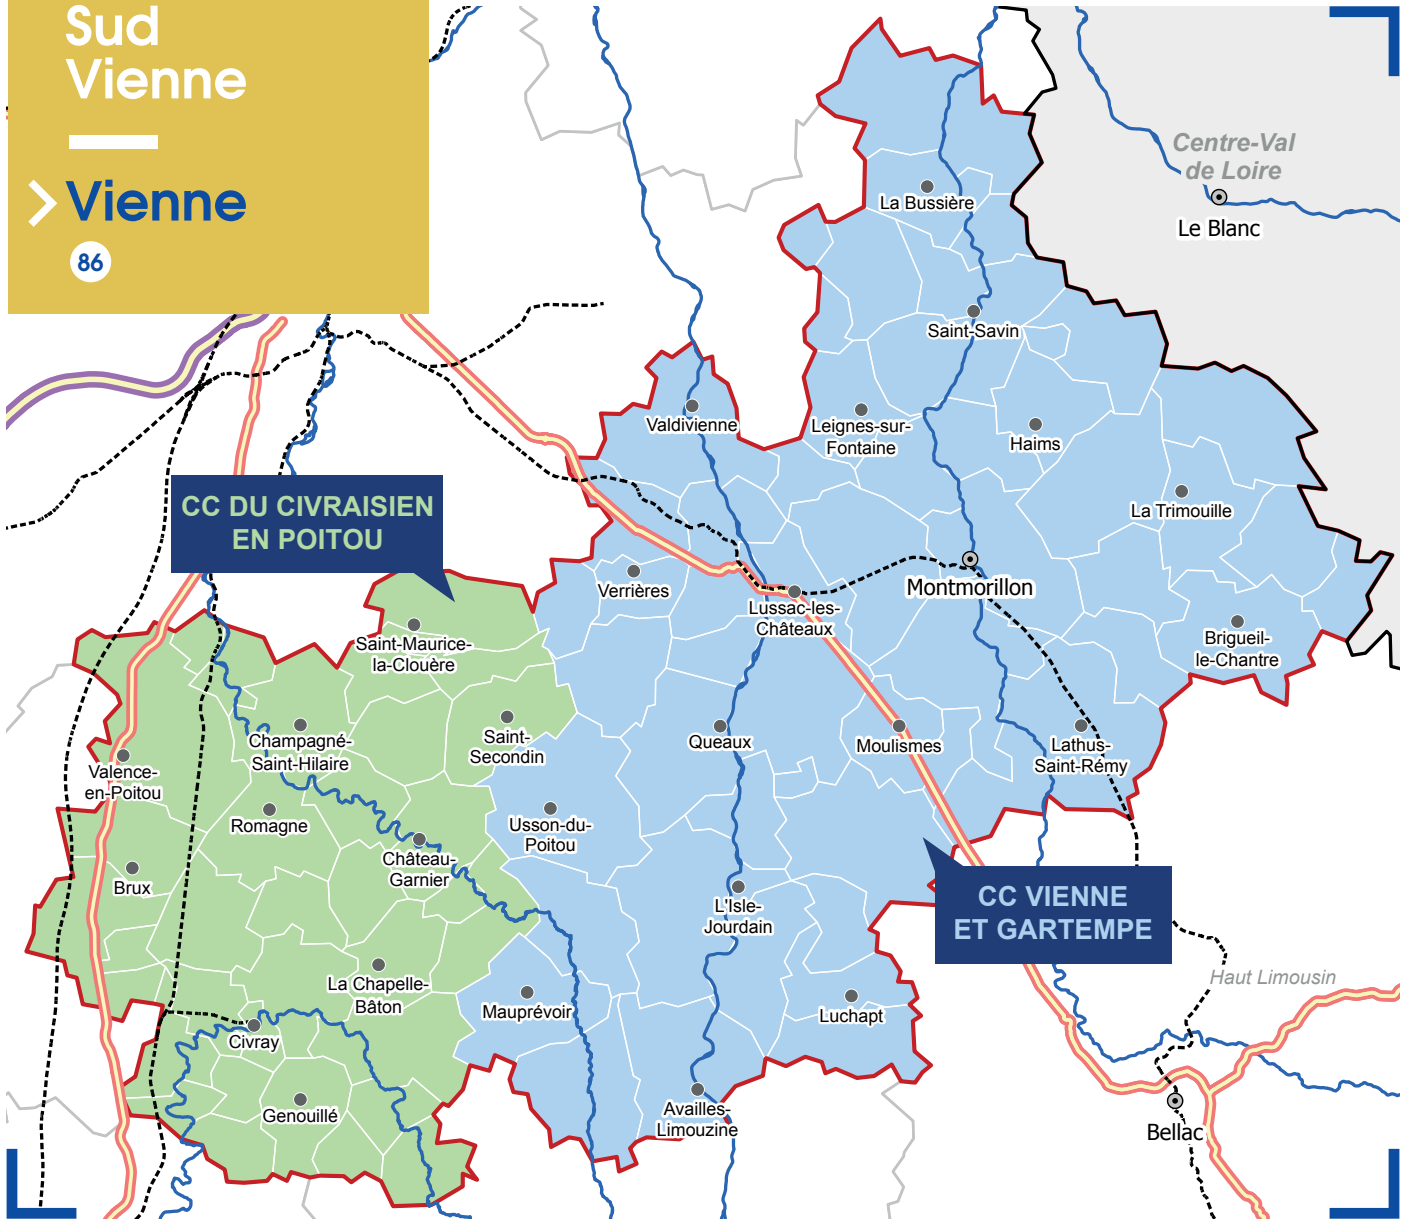 Sud
Vienne
Vienne
86
Centre-Val
de Loire
Le Blanc
La Bussière
Saint-Savin
Valdivienne
Leignes-sur-
Fontaine
Haims
La Trimouille
CC DU CIVRAISIEN
EN POITOU
Verrières
Lussac-les-
Châteaux
Montmorillon
Brigueil-
le-Chantre
Saint-Maurice-
la-Clouère
Champagné-
Saint-Hilaire
Saint-
Secondin
Queaux
Moulismes
Lathus-
Saint-Rémy
Valence-
en-Poitou
Romagne
Usson-du-
Poitou
Château-
Garnier
Brux
L'Isle-
Jourdain
CC VIENNE
ET GARTEMPE
La Chapelle-
Bâton
Mauprévoir
Luchapt
Haut Limousin
Civray
Genouillé
Availles-
Limouzine
Bellac